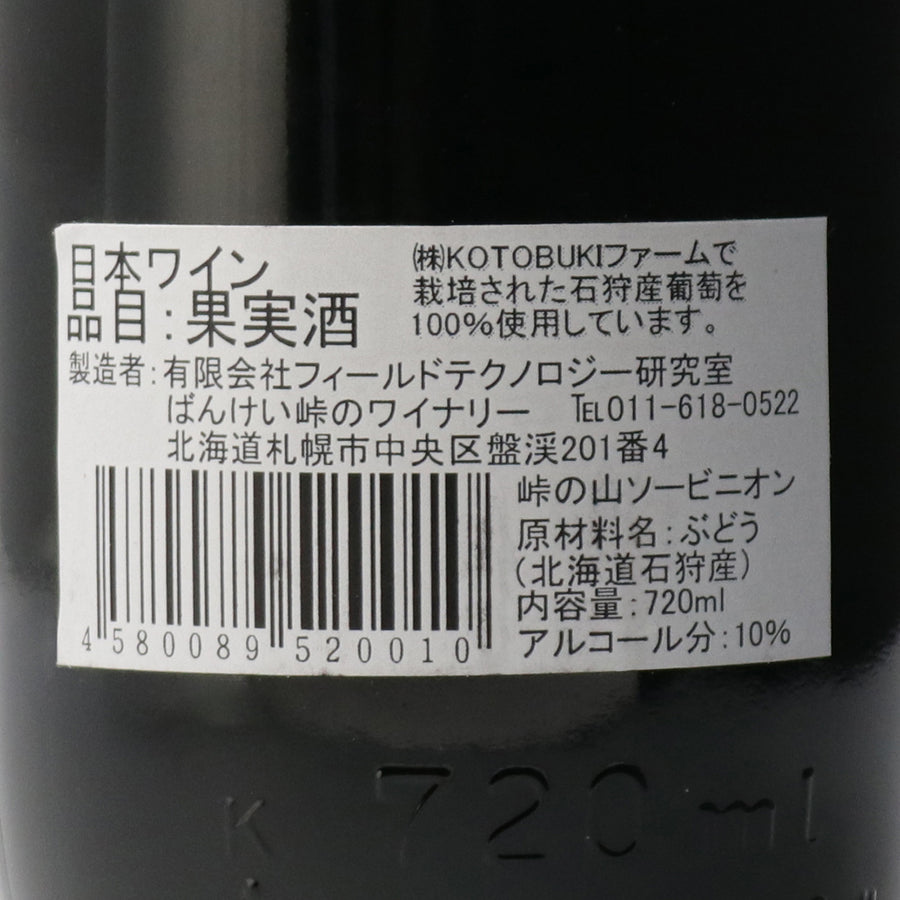 日本ワイン
品目:果実酒
㈱KOTOBUKIファームで
栽培された石狩産葡萄を
100%使用しています。
製造者:有限会社フィールドテクノロジー研究室
ばんけい峠のワイナリー ℡011-618-0522
北海道札幌市中央区盤渓201番4
峠の山ソービニオン
原材料名:ぶどう
(北海道石狩産)
内容量:720ml
アルコール分:10%
4 580089 520010
K 720ml